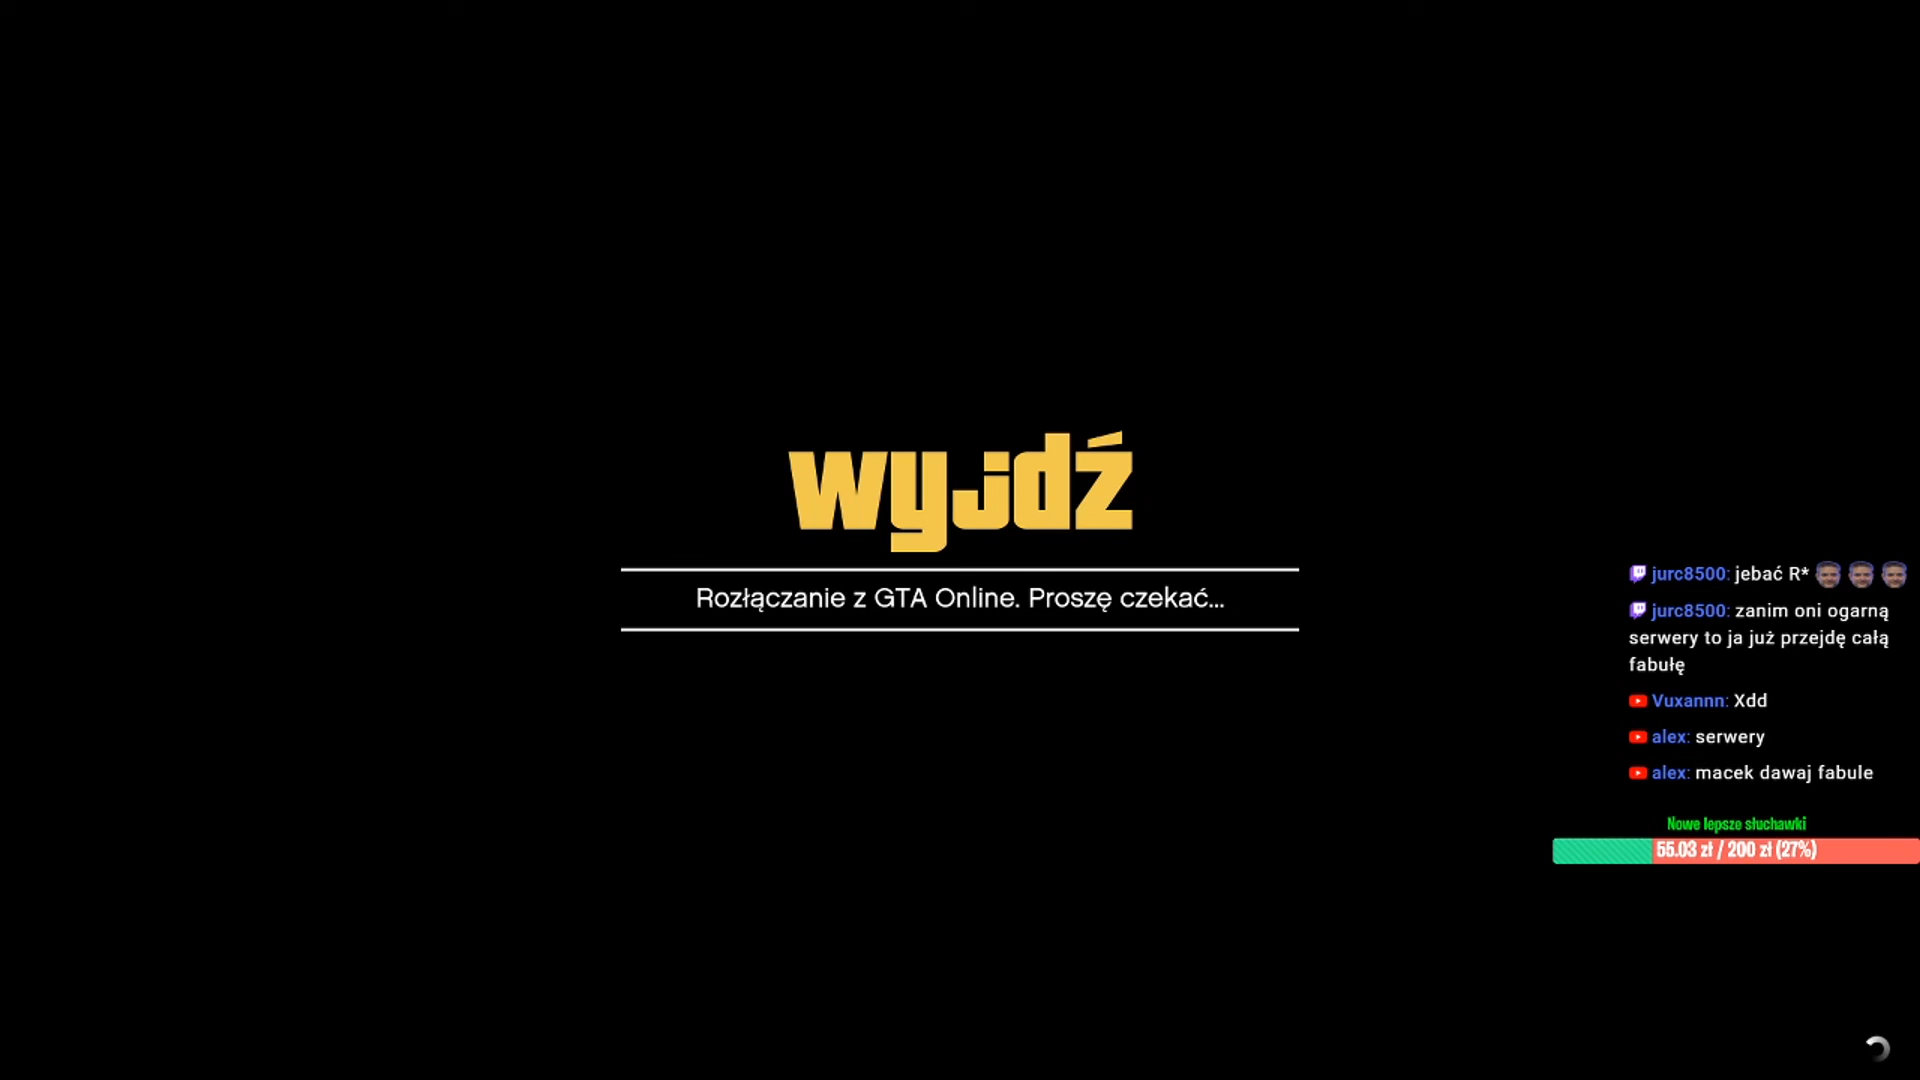 wyjdź
Rozłączanie z GTA Online. Proszę czekać...
jurc8500: jebać R*
jurc8500: zanim oni ogarną
serwery to ja już przejdę całą
fabułę
Vuxannn: Xdd
alex: serwery
alex: macek dawaj fabule
Nowe lepsze słuchawki
55.03 zł / 200 zł (27%)